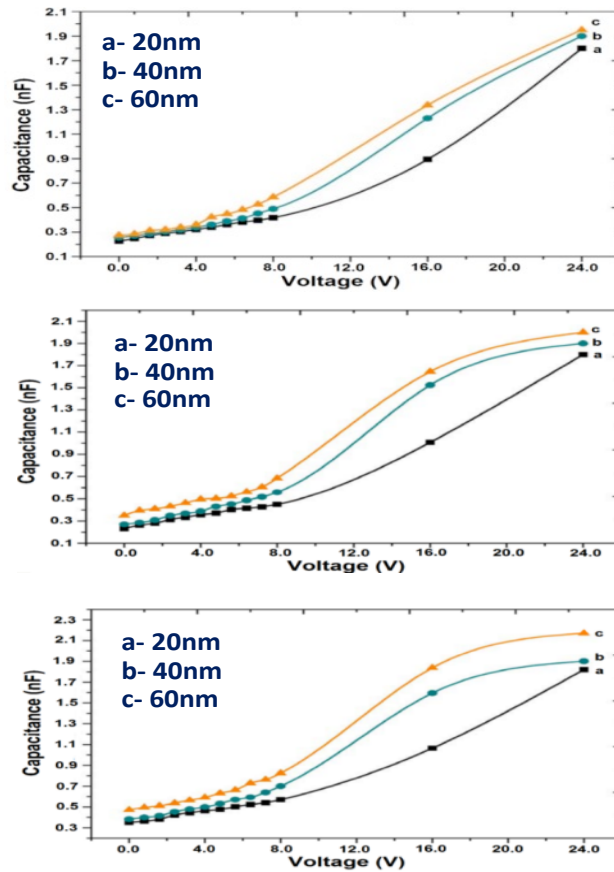 2.1
1.9
1.7
1.5
1.3
1.1
0.9
0.7
0.5
0.3
0.1
Capacitance (nF)
a- 20nm
b- 40nm
c- 60nm
c
b
a
0.0 4.0 8.0 12.0 16.0 20.0 24.0
Voltage (V)
2.1
1.9
1.7
1.5
1.3
1.1
0.9
0.7
0.5
0.3
0.1
Capacitance (nF)
a- 20nm
b- 40nm
c- 60nm
c
b
a
0.0 4.0 8.0 12.0 16.0 20.0 24.0
Voltage (V)
2.3
2.1
1.9
1.7
1.5
1.3
1.1
0.9
0.7
0.5
0.3
Capacitance (nF)
a- 20nm
b- 40nm
c- 60nm
c
b
a
0.0 4.0 8.0 12.0 16.0 20.0 24.0
Voltage (V)